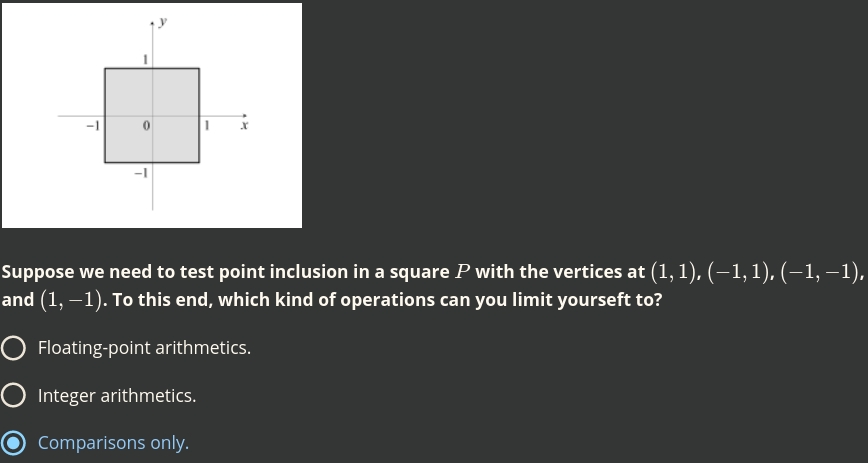 y
1
-1 0 1 x
-1
Suppose we need to test point inclusion in a square P with the vertices at (1, 1), (−1, 1), (−1, −1),
and (1, −1). To this end, which kind of operations can you limit yourseft to?
Floating-point arithmetics.
Integer arithmetics.
Comparisons only.